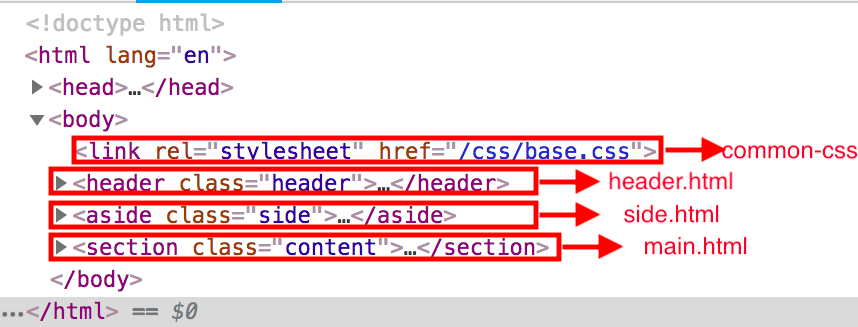 <!doctype html>
<html lang="en">
▶<head>…</head>
▼<body>
<link rel="stylesheet" href="/css/base.css"> common-css
▶<header class="header">…</header> header.html
▶<aside class="side">…</aside> side.html
▶<section class="content">…</section> main.html
</body>
…</html> == $0